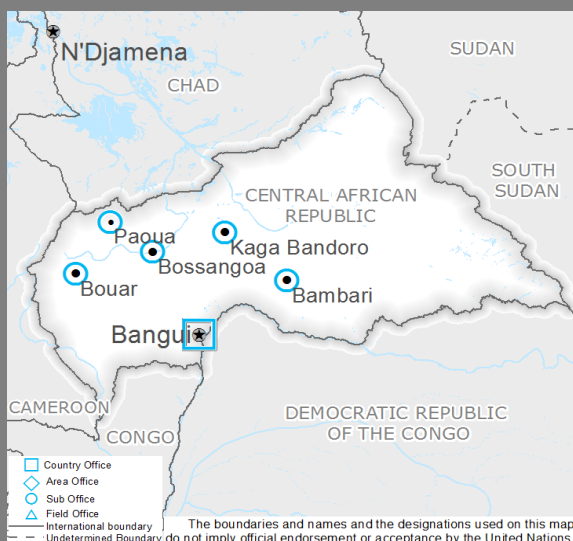 N'Djamena
SUDAN
CHAD
SOUTH
SUDAN
CENTRAL AFRICAN
REPUBLIC
Paoua
Kaga Bandoro
Bossangoa
Bouar
Bambari
Bangui
CAMEROON
DEMOCRATIC REPUBLIC
OF THE CONGO
CONGO
Country Office
Area Office
Sub Office
Field Office
International boundary
Undetermined Boundary
The boundaries and names and the designations used on this map
do not imply official endorsement or acceptance by the United Nations